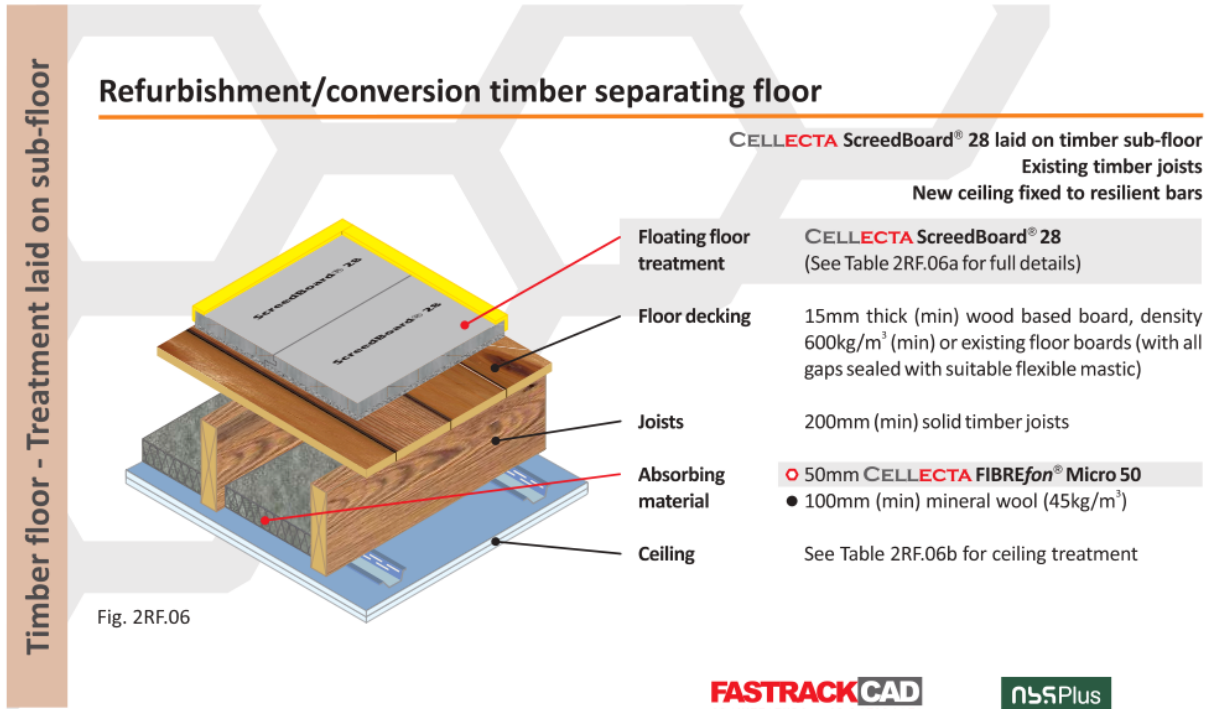 Timber floor - Treatment laid on sub-floor
Refurbishment/conversion timber separating floor
CELLECTA ScreedBoard® 28 laid on timber sub-floor
Existing timber joists
New ceiling fixed to resilient bars
ScreedBoard® 28
ScreedBoard® 28
Floating floor
treatment
CELLECTA ScreedBoard® 28
(See Table 2RF.06a for full details)
Floor decking
15mm thick (min) wood based board, density
600kg/m³ (min) or existing floor boards (with all
gaps sealed with suitable flexible mastic)
Joists
200mm (min) solid timber joists
Absorbing
material
50mm CELLECTA FIBREfon® Micro 50
● 100mm (min) mineral wool (45kg/m³)
Ceiling
See Table 2RF.06b for ceiling treatment
Fig. 2RF.06
FASTRACKCAD
nbsPlus